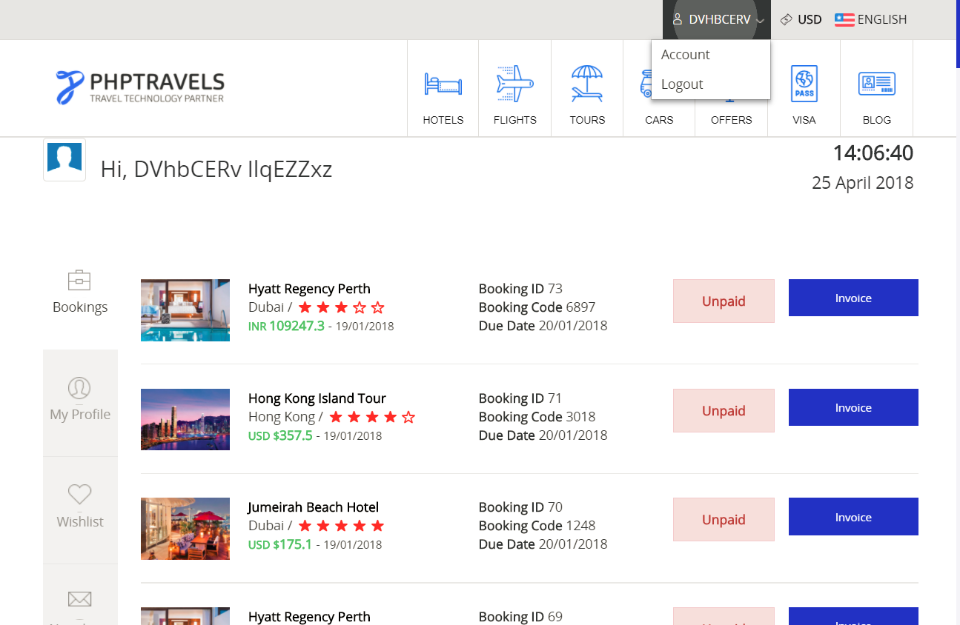 DVHBCERV
USD
ENGLISH
Account
Logout
PHPTRAVELS
TRAVEL TECHNOLOGY PARTNER
HOTELS
FLIGHTS
TOURS
CARS
OFFERS
PASS
VISA
BLOG
Hi, DVhbCERv IlqEZZxz
14:06:40
25 April 2018
Bookings
My Profile
Wishlist
Hyatt Regency Perth
Dubai /
INR 109247.3 - 19/01/2018
Booking ID 73
Booking Code 6897
Due Date 20/01/2018
Unpaid
Invoice
Hong Kong Island Tour
Hong Kong /
USD $357.5 - 19/01/2018
Booking ID 71
Booking Code 3018
Due Date 20/01/2018
Unpaid
Invoice
Jumeirah Beach Hotel
Dubai /
USD $175.1 - 19/01/2018
Booking ID 70
Booking Code 1248
Due Date 20/01/2018
Unpaid
Invoice
Hyatt Regency Perth
Booking ID 69
Unpaid
Invoice